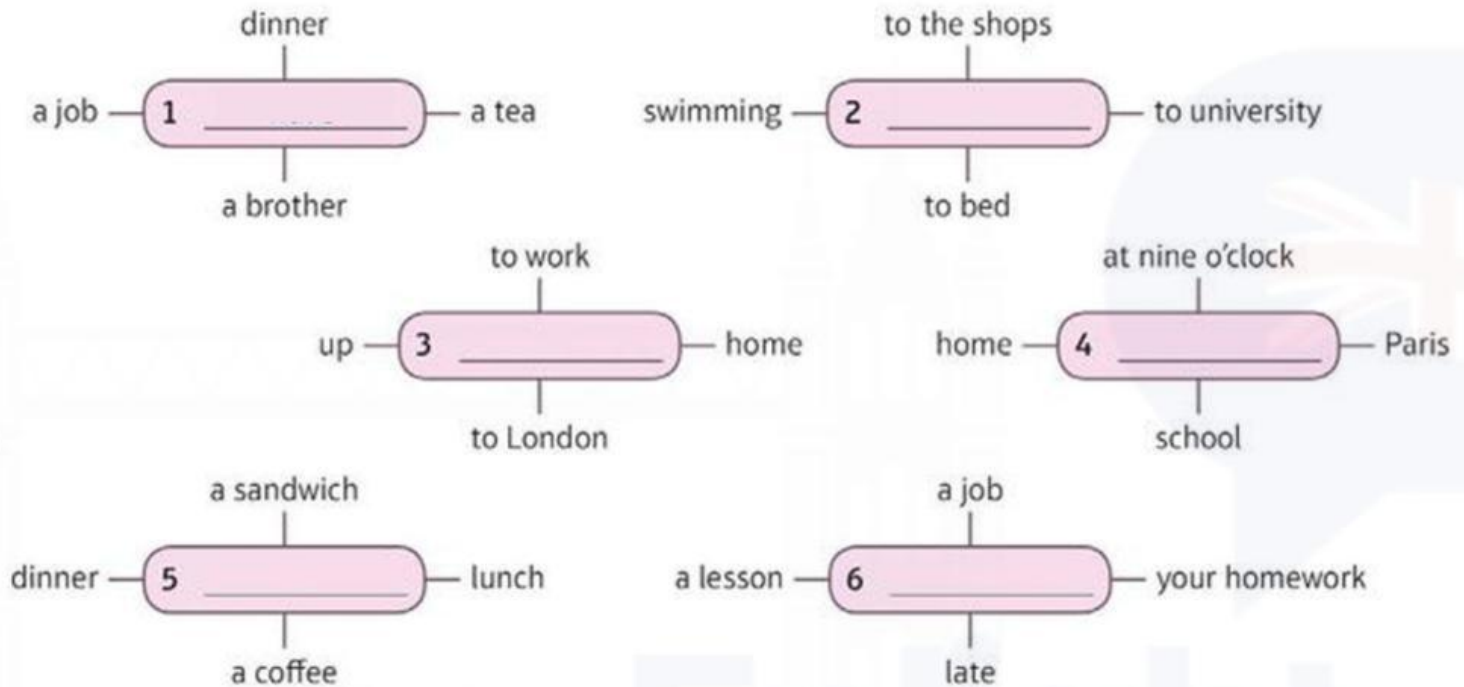 dinner
a job 1 a tea
a brother
to the shops
swimming 2 to university
to bed
to work
up 3 home
to London
at nine o'clock
home 4 Paris
school
a sandwich
dinner 5 lunch
a coffee
a job
a lesson 6 your homework
late